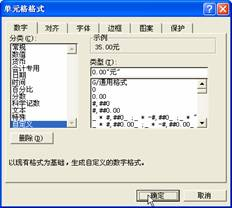 单元格格式
数字 对齐 字体 边框 图案 保护
分类(C):
常规
数值
货币
会计专用
日期
时间
百分比
分数
科学记数
文本
特殊
自定义
示例
35.00元
类型(T):
0.00"元"
G/通用格式
0
0.00
#,##0
#,##0.00
删除(D)
以现有格式为基础，生成自定义的数字格式。
确定 取消